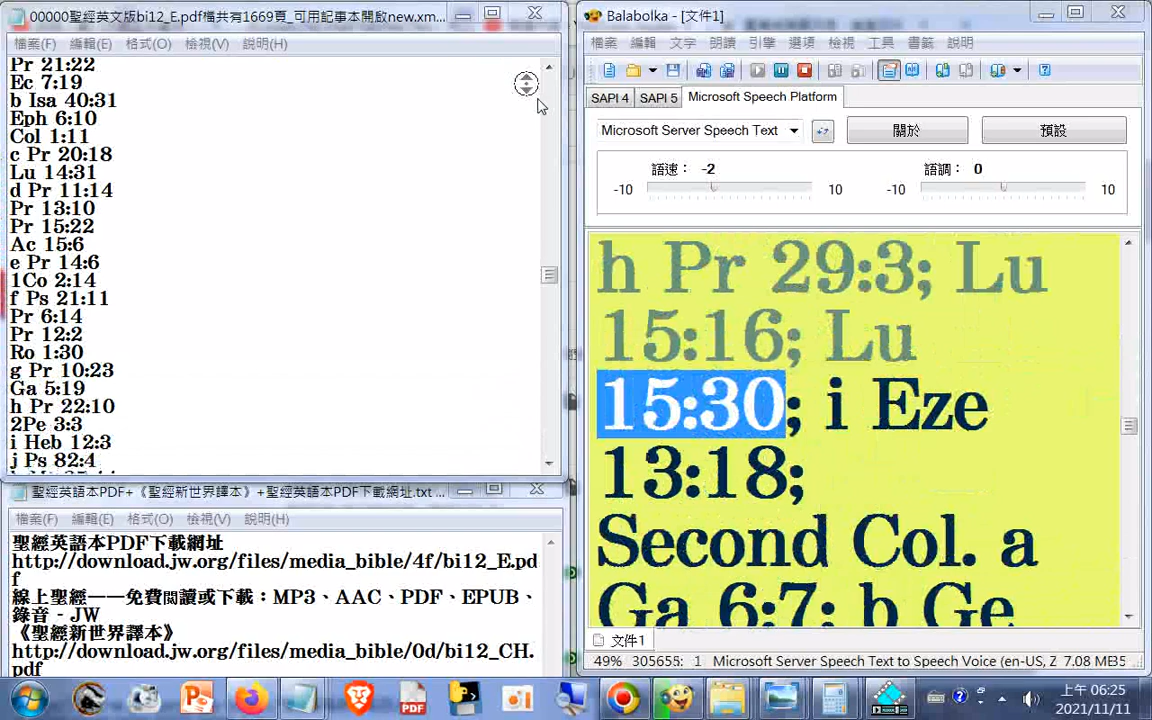 00000聖經英文版bi12_E.pdf檔共有1669頁_可用記事本開啟new.xm...
檔案(F) 編輯(E) 格式(O) 檢視(V) 說明(H)
Pr 21:22
Ec 7:19
b Isa 40:31
Eph 6:10
Col 1:11
c Pr 20:18
Lu 14:31
d Pr 11:14
Pr 13:10
Pr 15:22
Ac 15:6
e Pr 14:6
1Co 2:14
f Ps 21:11
Pr 6:14
Pr 12:2
Ro 1:30
g Pr 10:23
Ga 5:19
h Pr 22:10
2Pe 3:3
i Heb 12:3
j Ps 82:4
聖經英語本PDF+《聖經新世界譯本》+聖經英語本PDF下載網址.txt ...
檔案(F) 編輯(E) 格式(O) 檢視(V) 說明(H)
聖經英語本PDF下載網址
http://download.jw.org/files/media_bible/4f/bi12_E.pd
f
線上聖經——免費閱讀或下載：MP3、AAC、PDF、EPUB、
錄音 - JW
《聖經新世界譯本》
http://download.jw.org/files/media_bible/0d/bi12_CH.
pdf
Balabolka - [文件1]
檔案 編輯 文字 朗讀 引擎 選項 檢視 工具 書籤 說明
SAPI 4 SAPI 5 Microsoft Speech Platform
Microsoft Server Speech Text 關於 預設
語速： -2 語調： 0
-10 10 -10 10
h Pr 29:3; Lu
15:16; Lu
15:30; i Eze
13:18;
Second Col. a
Ga 6:7; b Ge
文件1
49% 305655: 1 Microsoft Server Speech Text to Speech Voice (en-US, Z 7.08 MB
PDF
上午 06:25
2021/11/11